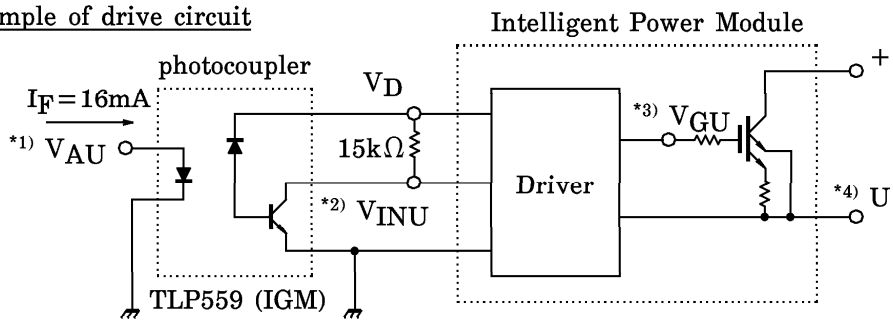 mple of drive circuit
Intelligent Power Module
photocoupler
VD
+
IF=16mA
*3) VGU
*1) VAU
15kΩ
Driver
*2) VINU
*4) U
TLP559 (IGM)